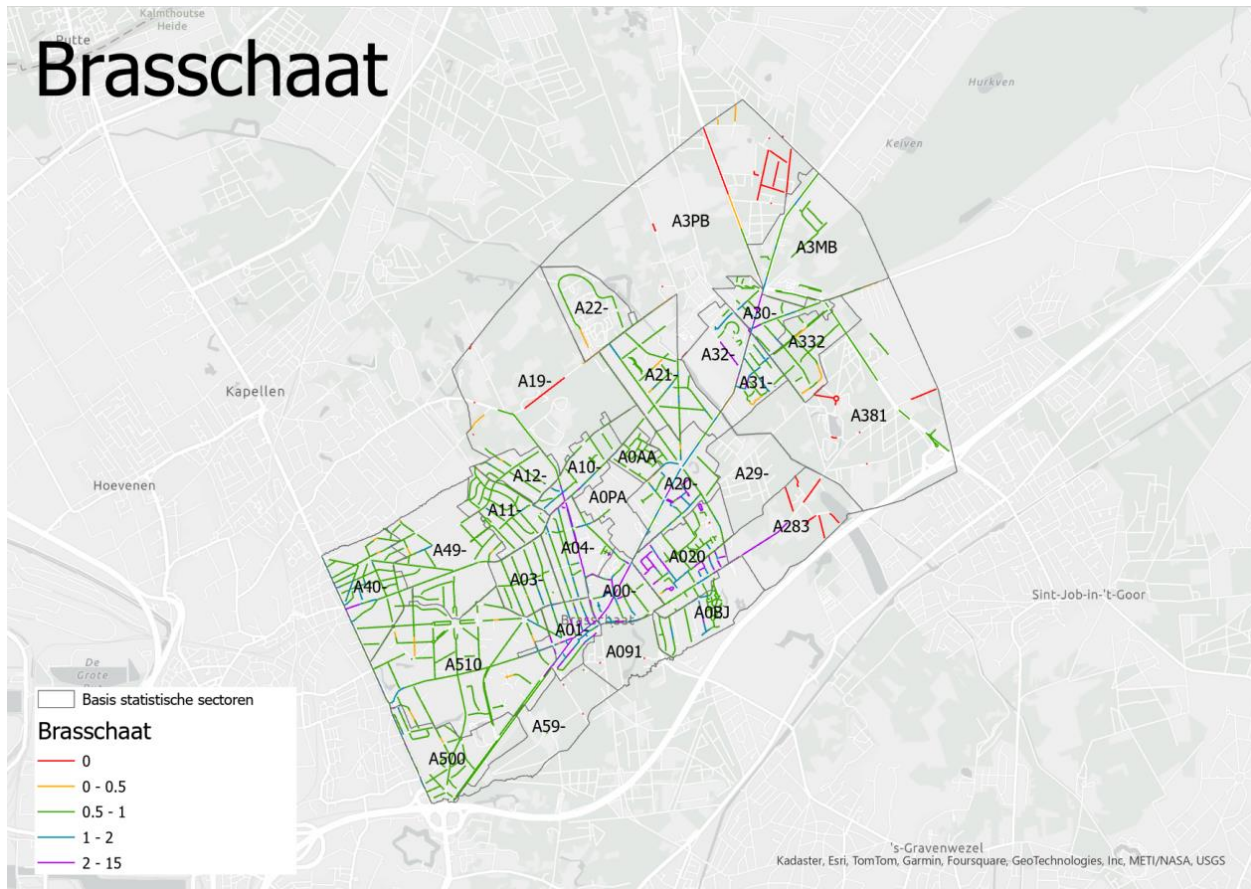 Kalmthoutse
Heide
Putte
Brasschaat
Hurkven
Keiven
A3PB
A3MB
A22-
A30-
A332
A32-
A21-
A31-
A19-
Kapellen
A381
A0AA
A12-
A10-
A29-
A20-
Hoevenen
A0PA
A11-
A283
A04-
A49-
A020
A03-
A40-
A00-
Sint-Job-in-'t-Goor
A0BJ
Brasschaat
A01-
A091
De
Grote
A510
Basis statistische sectoren
A59-
Brasschaat
A500
0
0 - 0.5
0.5 - 1
1 - 2
2 - 15
's-Gravenwezel
Kadaster, Esri, TomTom, Garmin, Foursquare, GeoTechnologies, Inc, METI/NASA, USGS